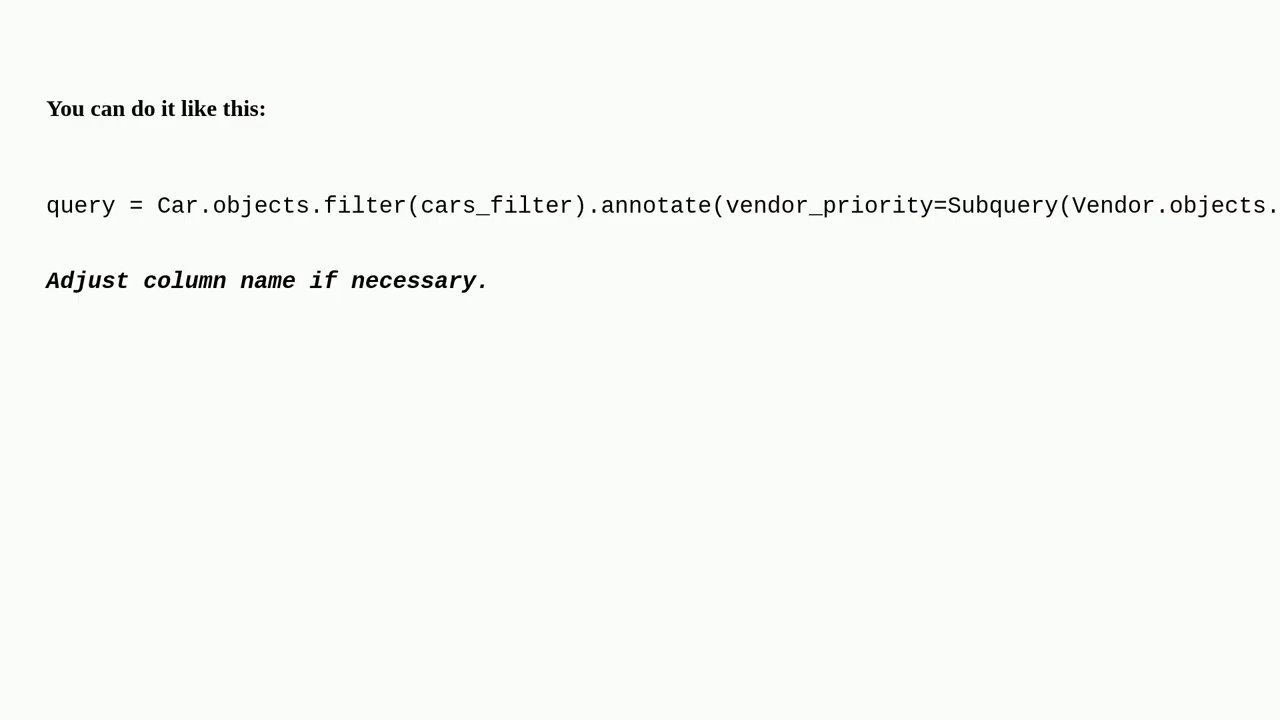 You can do it like this:
query = Car.objects.filter(cars_filter).annotate(vendor_priority=Subquery(Vendor.objects.
Adjust column name if necessary.